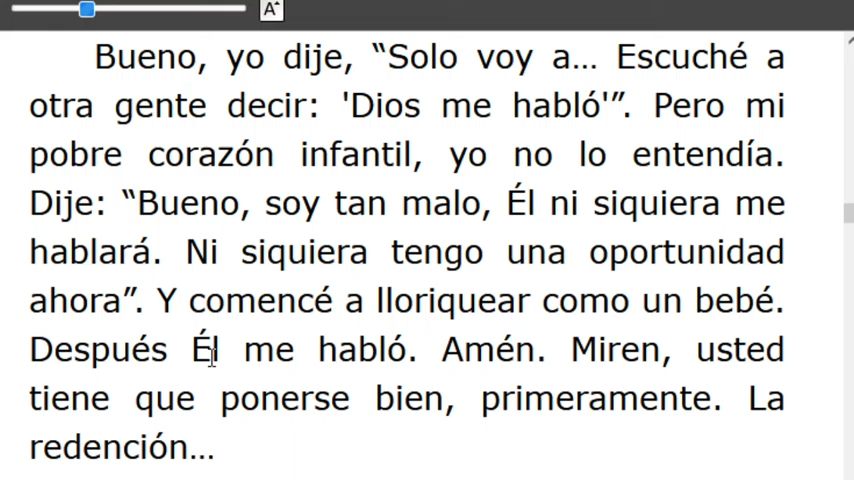 A
Bueno, yo dije, “Solo voy a... Escuché a
otra gente decir: 'Dios me habló'”. Pero mi
pobre corazón infantil, yo no lo entendía.
Dije: “Bueno, soy tan malo, Él ni siquiera me
hablará. Ni siquiera tengo una oportunidad
ahora”. Y comencé a lloriquear como un bebé.
Después Él me habló. Amén. Miren, usted
tiene que ponerse bien, primeramente. La
redención...